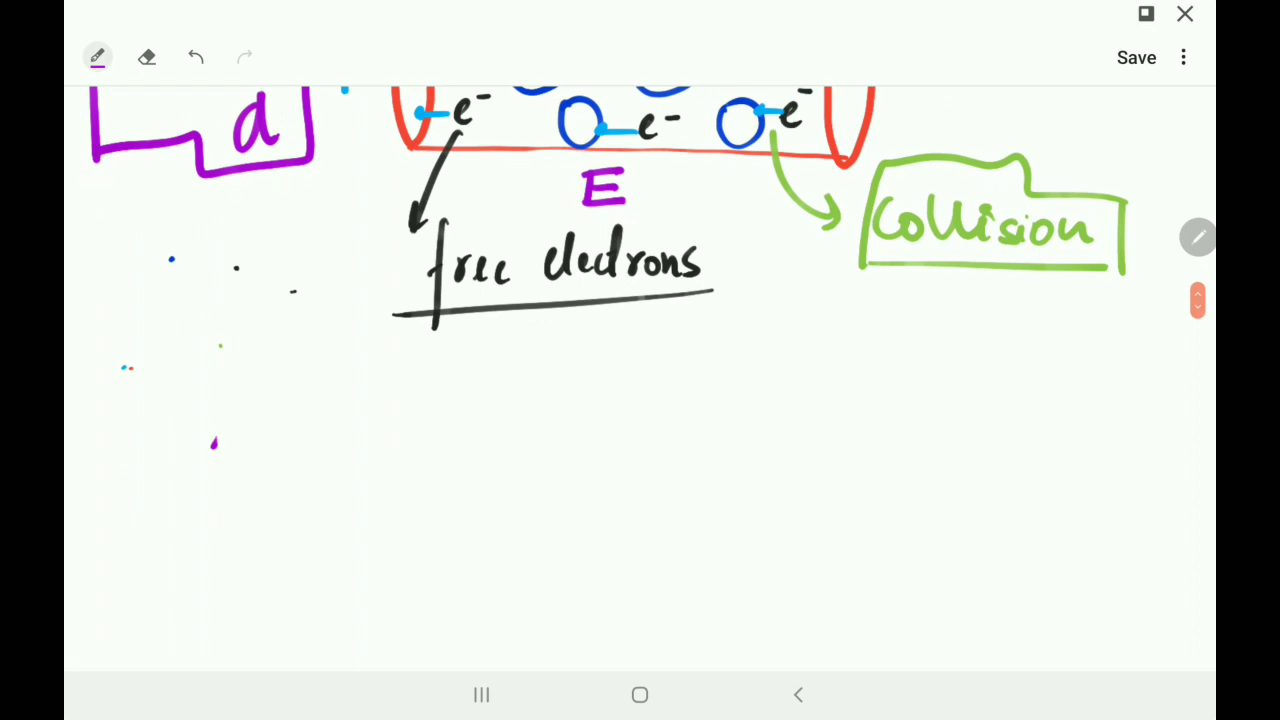 Save
d
e⁻ e⁻ e⁻
E
Collision
free electrons